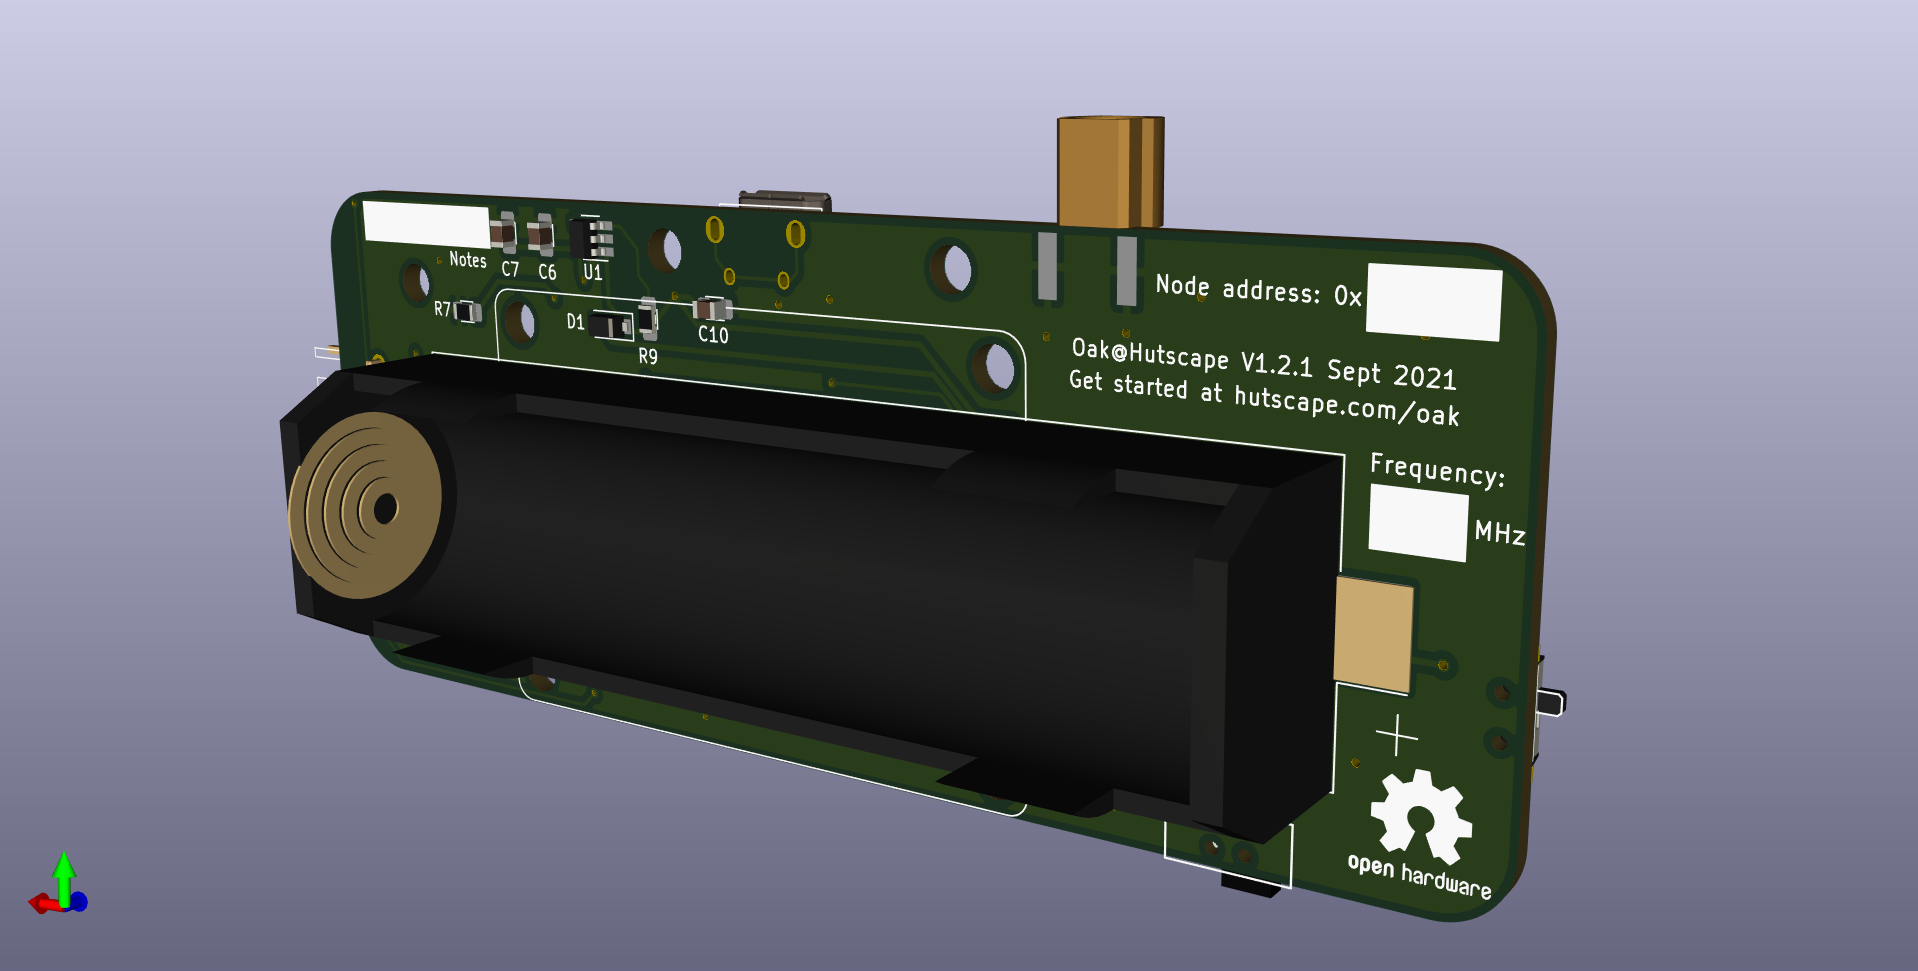 Notes
C7
C6
U1
R7
D1
R9
C10
Node address: 0x
Oak@Hutscape V1.2.1 Sept 2021
Get started at hutscape.com/oak
Frequency:
MHz
open hardware